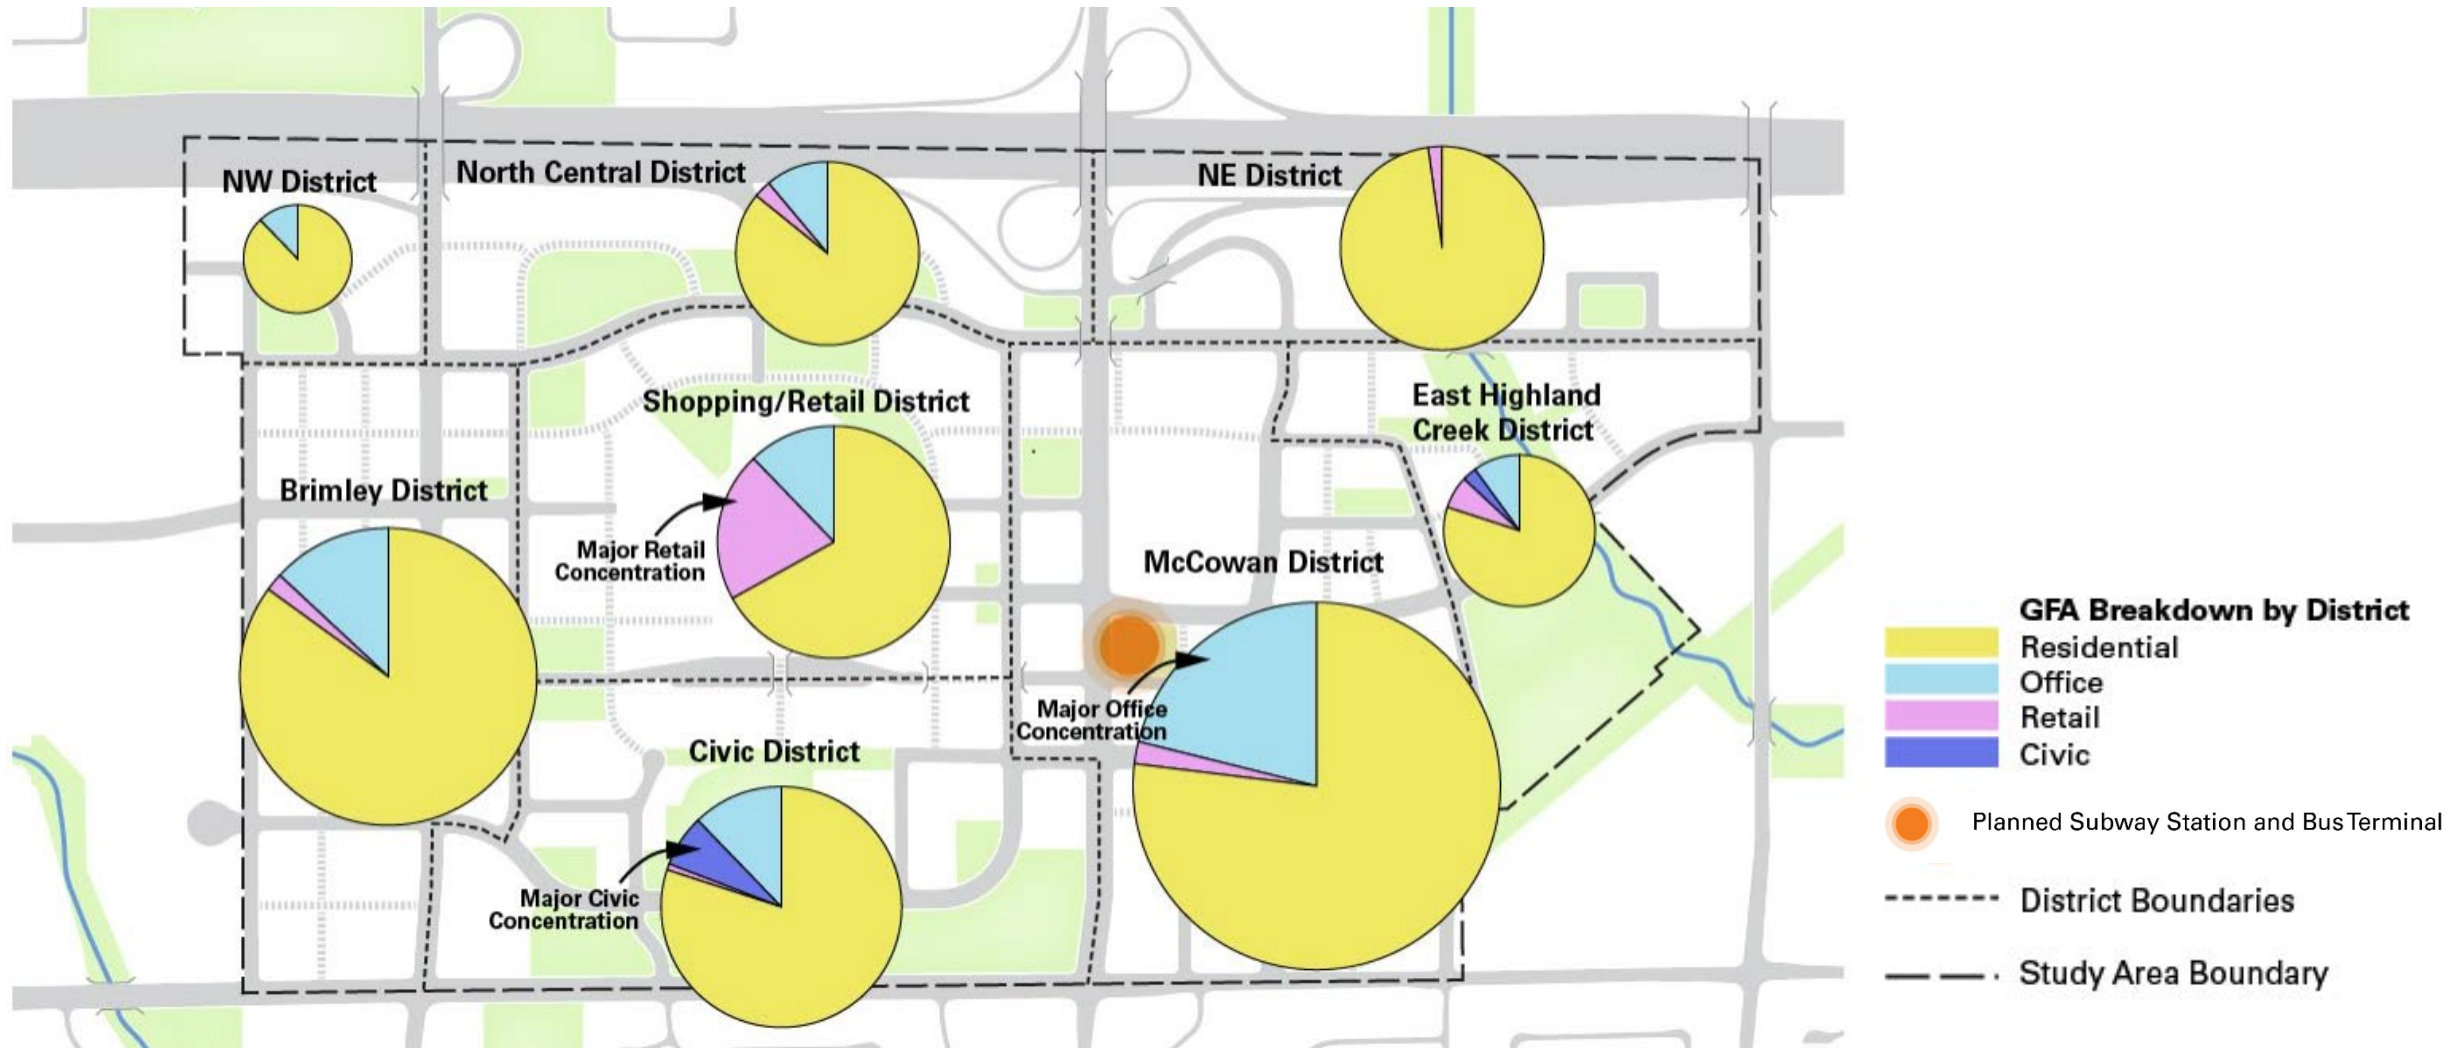 NW District
North Central District
NE District
Shopping/Retail District
East Highland
Creek District
Brimley District
Major Retail
Concentration
McCowan District
Major Office
Concentration
Civic District
Major Civic
Concentration
GFA Breakdown by District
Residential
Office
Retail
Civic
Planned Subway Station and Bus Terminal
District Boundaries
Study Area Boundary